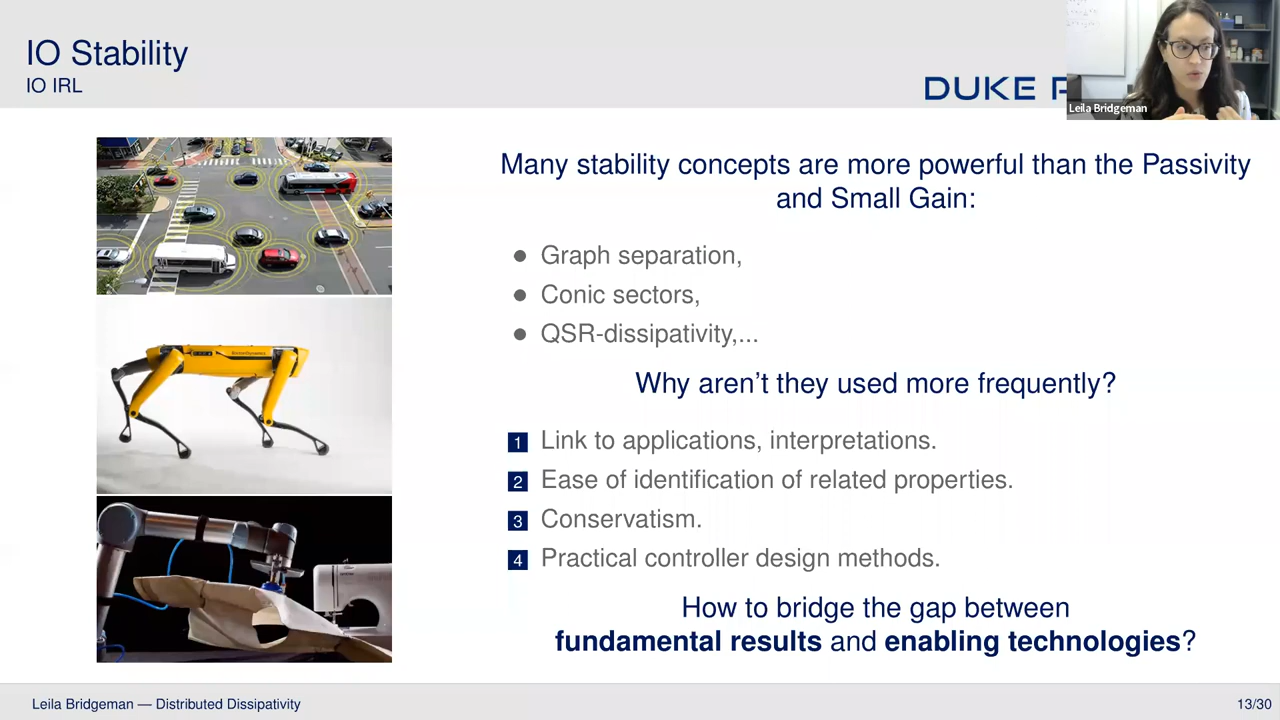 IO Stability
IO IRL
DUKE
Leila Bridgeman
Many stability concepts are more powerful than the Passivity
and Small Gain:
● Graph separation,
● Conic sectors,
● QSR-dissipativity,...
Why aren't they used more frequently?
1 Link to applications, interpretations.
2 Ease of identification of related properties.
3 Conservatism.
4 Practical controller design methods.
How to bridge the gap between
fundamental results and enabling technologies?
Leila Bridgeman — Distributed Dissipativity
13/30